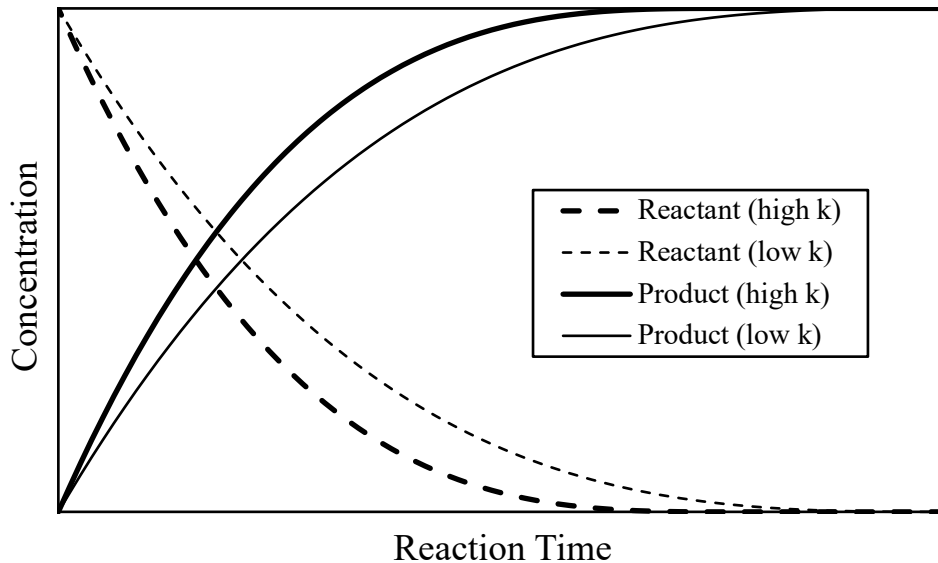 Concentration
Reactant (high k)
Reactant (low k)
Product (high k)
Product (low k)
Reaction Time